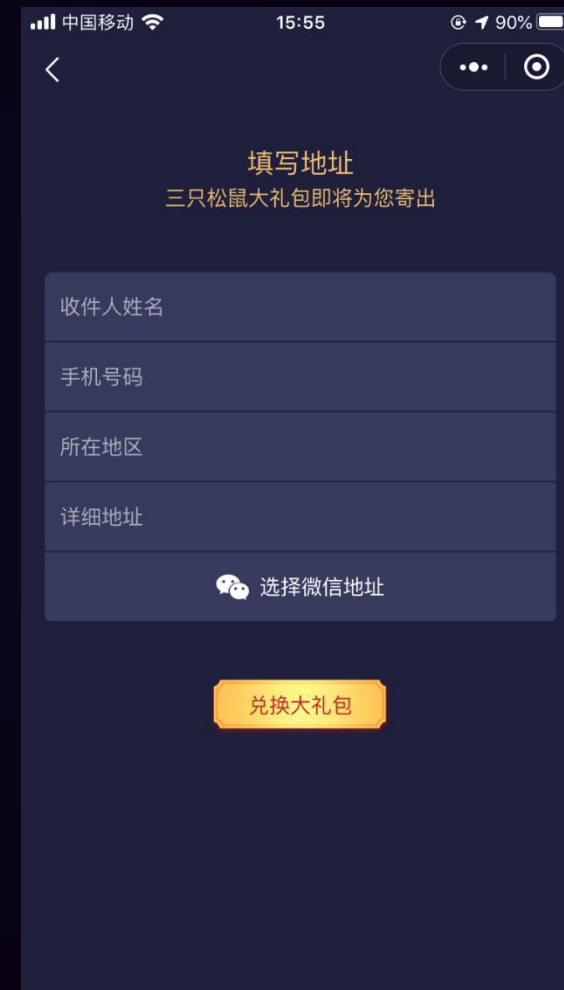 中国移动
15:55
90%
填写地址
三只松鼠大礼包即将为您寄出
收件人姓名
手机号码
所在地区
详细地址
选择微信地址
兑换大礼包